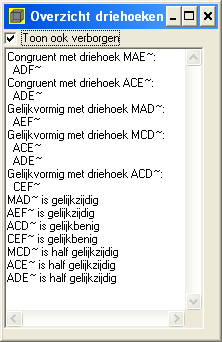 Overzicht driehoeken
Toon ook verborgen
Congruent met driehoek MAE~:
ADF~
Congruent met driehoek ACE~:
ADE~
Gelijkvormig met driehoek MAD~:
AEF~
Gelijkvormig met driehoek MCD~:
ACE~
ADE~
Gelijkvormig met driehoek ACD~:
CEF~
MAD~ is gelijkzijdig
AEF~ is gelijkzijdig
ACD~ is gelijkbenig
CEF~ is gelijkbenig
MCD~ is half gelijkzijdig
ACE~ is half gelijkzijdig
ADE~ is half gelijkzijdig